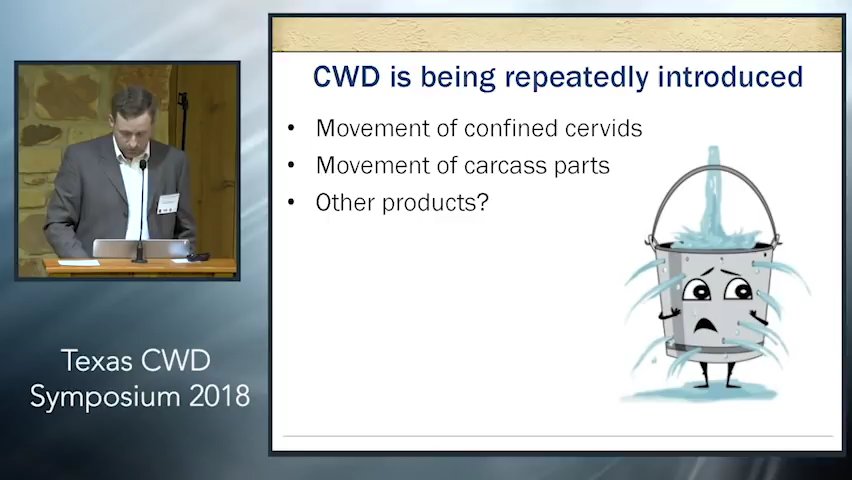 CWD is being repeatedly introduced
• Movement of confined cervids
• Movement of carcass parts
• Other products?
Texas CWD
Symposium 2018